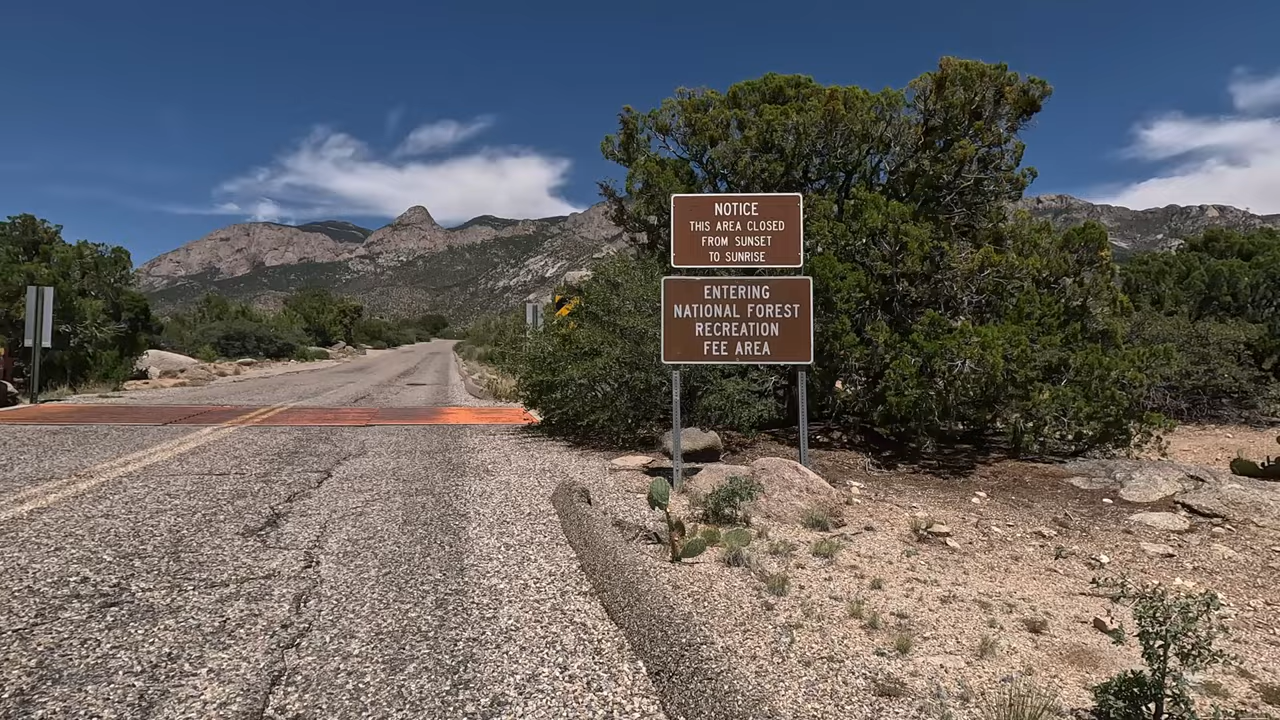 NOTICE
THIS AREA CLOSED
FROM SUNSET
TO SUNRISE
ENTERING
NATIONAL FOREST
RECREATION
FEE AREA